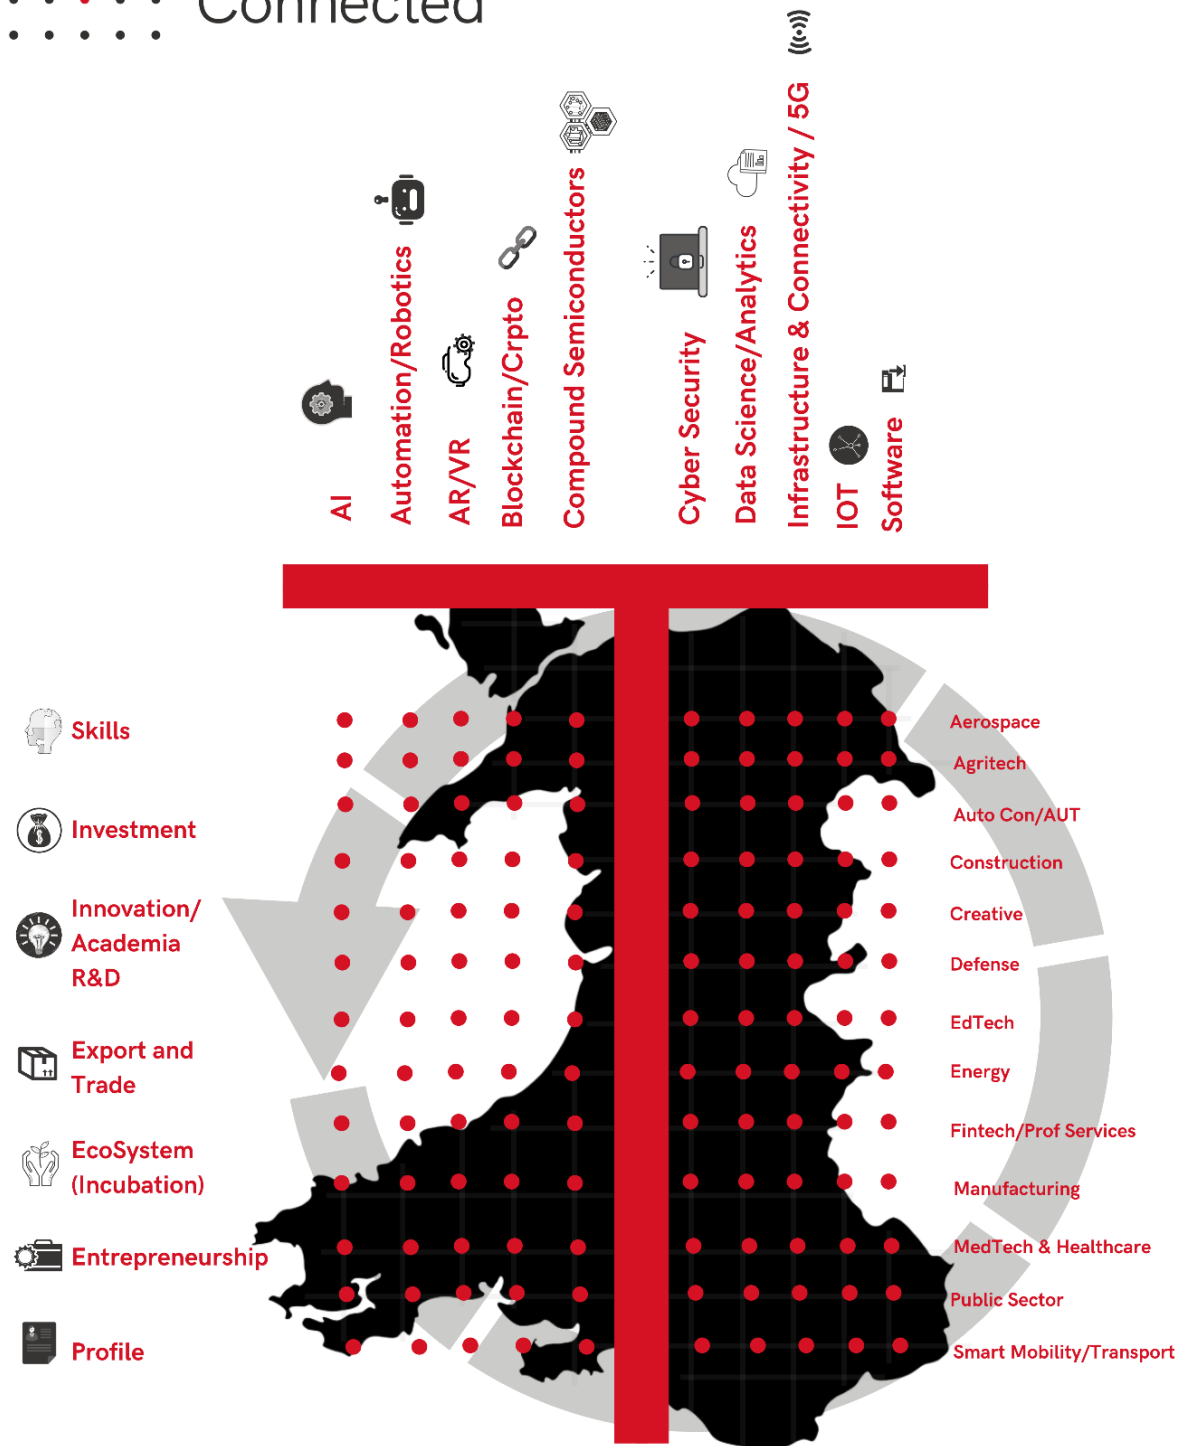 Connected
AI
Automation/Robotics
AR/VR
Blockchain/Crpto
Compound Semiconductors
Cyber Security
Data Science/Analytics
Infrastructure & Connectivity / 5G
IOT
Software
Skills
Investment
Innovation/
Academia
R&D
Export and
Trade
EcoSystem
(Incubation)
Entrepreneurship
Profile
Aerospace
Agritech
Auto Con/AUT
Construction
Creative
Defense
EdTech
Energy
Fintech/Prof Services
Manufacturing
MedTech & Healthcare
Public Sector
Smart Mobility/Transport